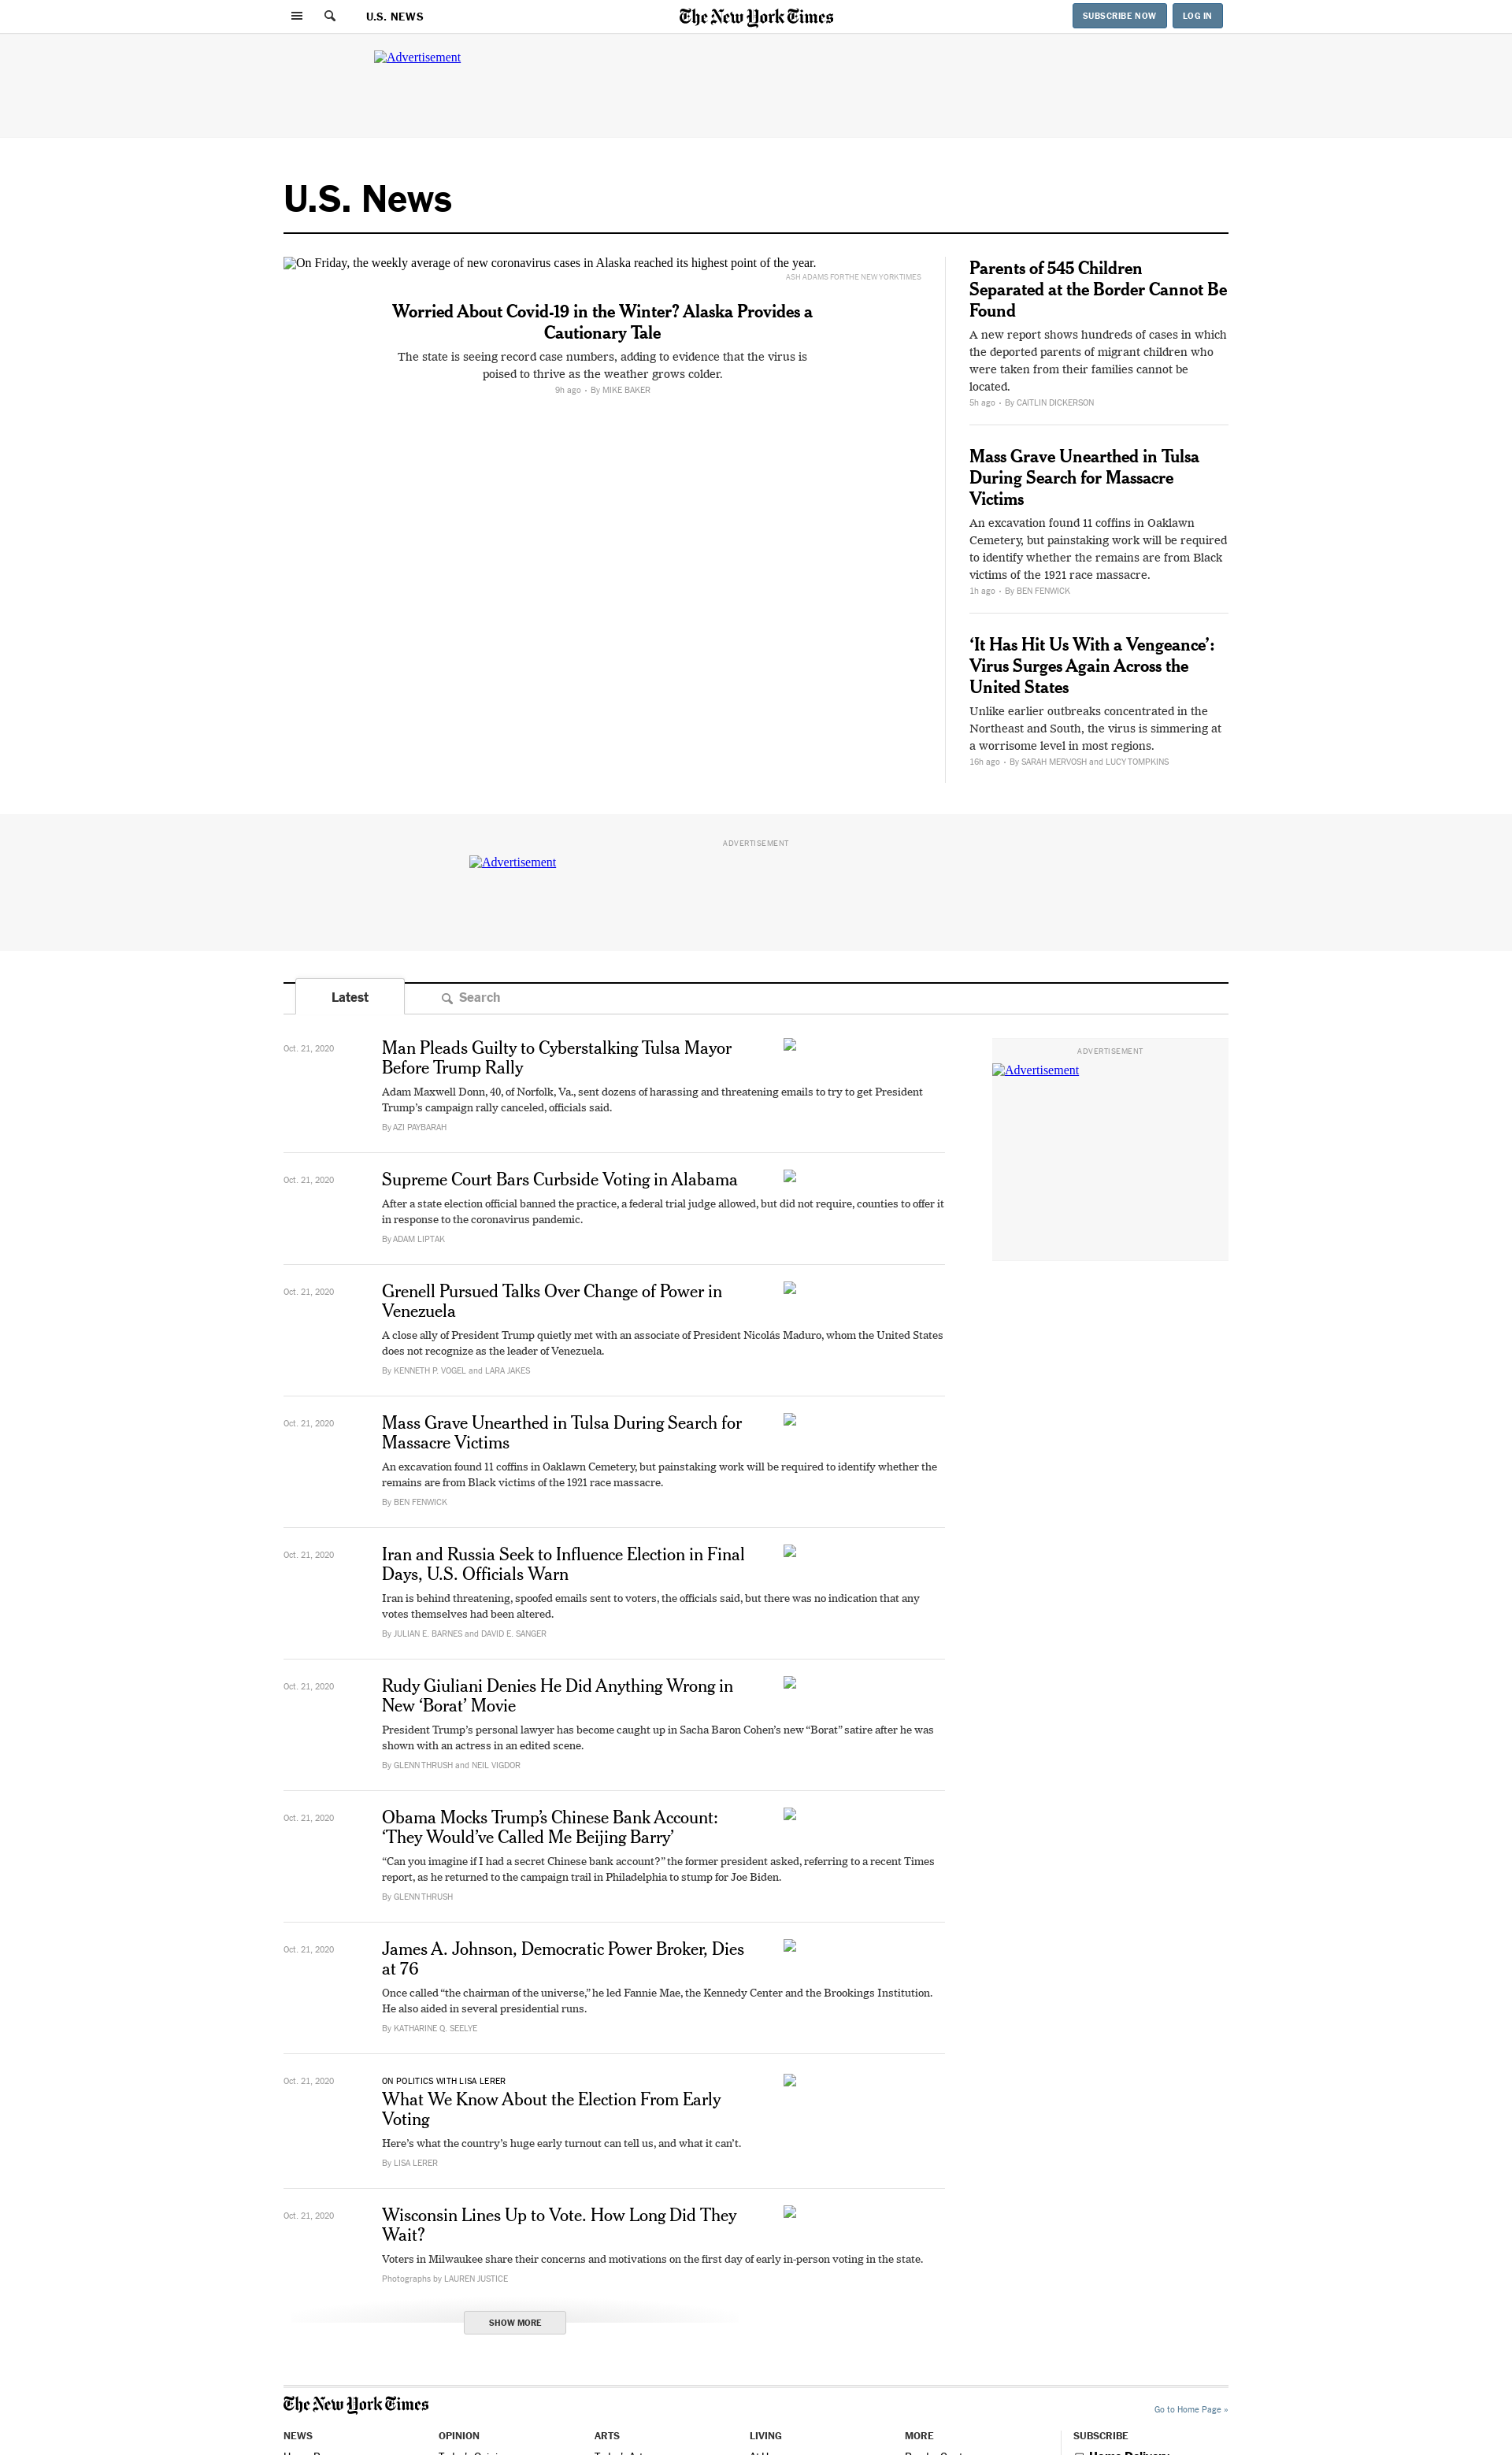 U.S. NEWS
The New York Times
SUBSCRIBE NOW
LOG IN
Advertisement
U.S. News
On Friday, the weekly average of new coronavirus cases in Alaska reached its highest point of the year.
ASH ADAMS FOR THE NEW YORK TIMES
Worried About Covid-19 in the Winter? Alaska Provides a
Cautionary Tale
The state is seeing record case numbers, adding to evidence that the virus is
poised to thrive as the weather grows colder.
9h ago • By MIKE BAKER
Parents of 545 Children
Separated at the Border Cannot Be
Found
A new report shows hundreds of cases in which
the deported parents of migrant children who
were taken from their families cannot be
located.
5h ago • By CAITLIN DICKERSON
Mass Grave Unearthed in Tulsa
During Search for Massacre
Victims
An excavation found 11 coffins in Oaklawn
Cemetery, but painstaking work will be required
to identify whether the remains are from Black
victims of the 1921 race massacre.
1h ago • By BEN FENWICK
‘It Has Hit Us With a Vengeance’:
Virus Surges Again Across the
United States
Unlike earlier outbreaks concentrated in the
Northeast and South, the virus is simmering at
a worrisome level in most regions.
16h ago • By SARAH MERVOSH and LUCY TOMPKINS
ADVERTISEMENT
Advertisement
Latest
Search
Oct. 21, 2020
Man Pleads Guilty to Cyberstalking Tulsa Mayor
Before Trump Rally
Adam Maxwell Donn, 40, of Norfolk, Va., sent dozens of harassing and threatening emails to try to get President
Trump’s campaign rally canceled, officials said.
By AZI PAYBARAH
ADVERTISEMENT
Advertisement
Oct. 21, 2020
Supreme Court Bars Curbside Voting in Alabama
After a state election official banned the practice, a federal trial judge allowed, but did not require, counties to offer it
in response to the coronavirus pandemic.
By ADAM LIPTAK
Oct. 21, 2020
Grenell Pursued Talks Over Change of Power in
Venezuela
A close ally of President Trump quietly met with an associate of President Nicolás Maduro, whom the United States
does not recognize as the leader of Venezuela.
By KENNETH P. VOGEL and LARA JAKES
Oct. 21, 2020
Mass Grave Unearthed in Tulsa During Search for
Massacre Victims
An excavation found 11 coffins in Oaklawn Cemetery, but painstaking work will be required to identify whether the
remains are from Black victims of the 1921 race massacre.
By BEN FENWICK
Oct. 21, 2020
Iran and Russia Seek to Influence Election in Final
Days, U.S. Officials Warn
Iran is behind threatening, spoofed emails sent to voters, the officials said, but there was no indication that any
votes themselves had been altered.
By JULIAN E. BARNES and DAVID E. SANGER
Oct. 21, 2020
Rudy Giuliani Denies He Did Anything Wrong in
New ‘Borat’ Movie
President Trump’s personal lawyer has become caught up in Sacha Baron Cohen’s new “Borat” satire after he was
shown with an actress in an edited scene.
By GLENN THRUSH and NEIL VIGDOR
Oct. 21, 2020
Obama Mocks Trump’s Chinese Bank Account:
‘They Would’ve Called Me Beijing Barry’
“Can you imagine if I had a secret Chinese bank account?” the former president asked, referring to a recent Times
report, as he returned to the campaign trail in Philadelphia to stump for Joe Biden.
By GLENN THRUSH
Oct. 21, 2020
James A. Johnson, Democratic Power Broker, Dies
at 76
Once called “the chairman of the universe,” he led Fannie Mae, the Kennedy Center and the Brookings Institution.
He also aided in several presidential runs.
By KATHARINE Q. SEELYE
Oct. 21, 2020
ON POLITICS WITH LISA LERER
What We Know About the Election From Early
Voting
Here’s what the country’s huge early turnout can tell us, and what it can’t.
By LISA LERER
Oct. 21, 2020
Wisconsin Lines Up to Vote. How Long Did They
Wait?
Voters in Milwaukee share their concerns and motivations on the first day of early in-person voting in the state.
Photographs by LAUREN JUSTICE
SHOW MORE
The New York Times
Go to Home Page »
NEWS
OPINION
ARTS
LIVING
MORE
SUBSCRIBE